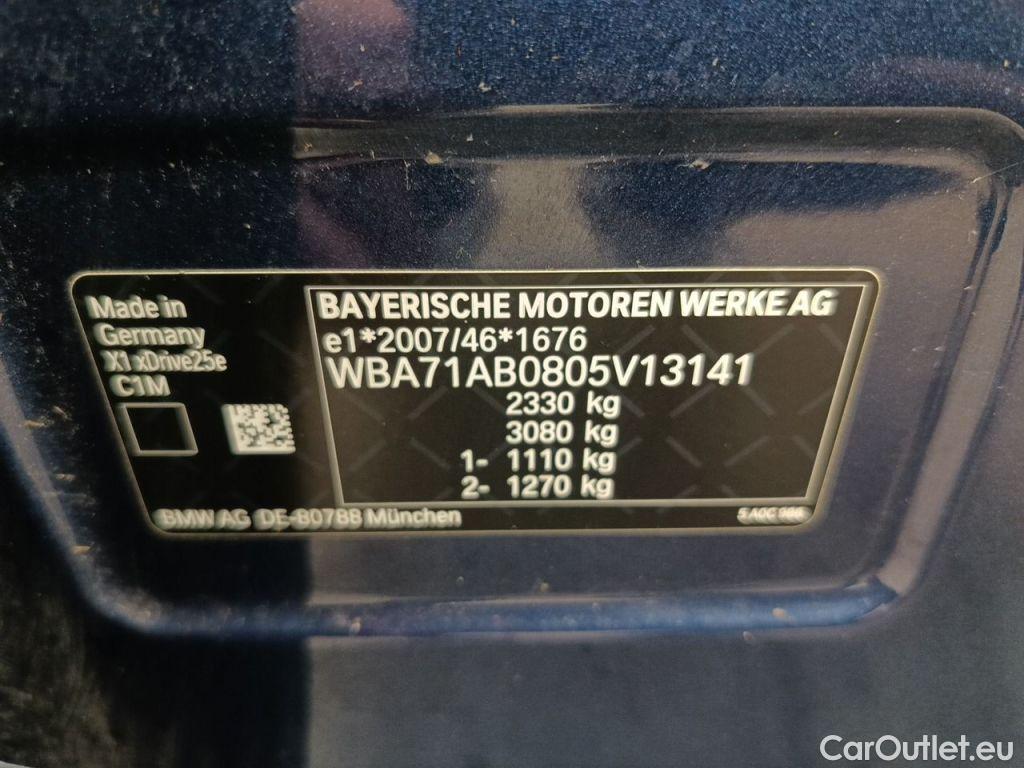 Made in
Germany
X1 xDrive25e
C1M
BAYERISCHE MOTOREN WERKE AG
e1*2007/46*1676
WBA71AB0805V13141
2330 kg
3080 kg
1- 1110 kg
2- 1270 kg
BMW AG DE-80788 München
CarOutlet.eu